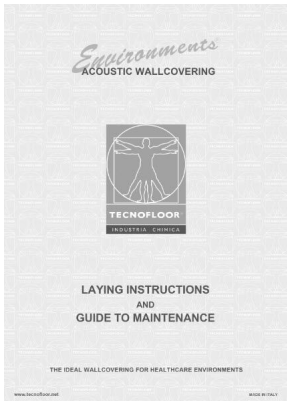 Environments®
ACOUSTIC WALLCOVERING
TECNOFLOOR®
INDUSTRIA CHIMICA
LAYING INSTRUCTIONS
AND
GUIDE TO MAINTENANCE
THE IDEAL WALLCOVERING FOR HEALTHCARE ENVIRONMENTS
www.tecnofloor.net
MADE IN ITALY